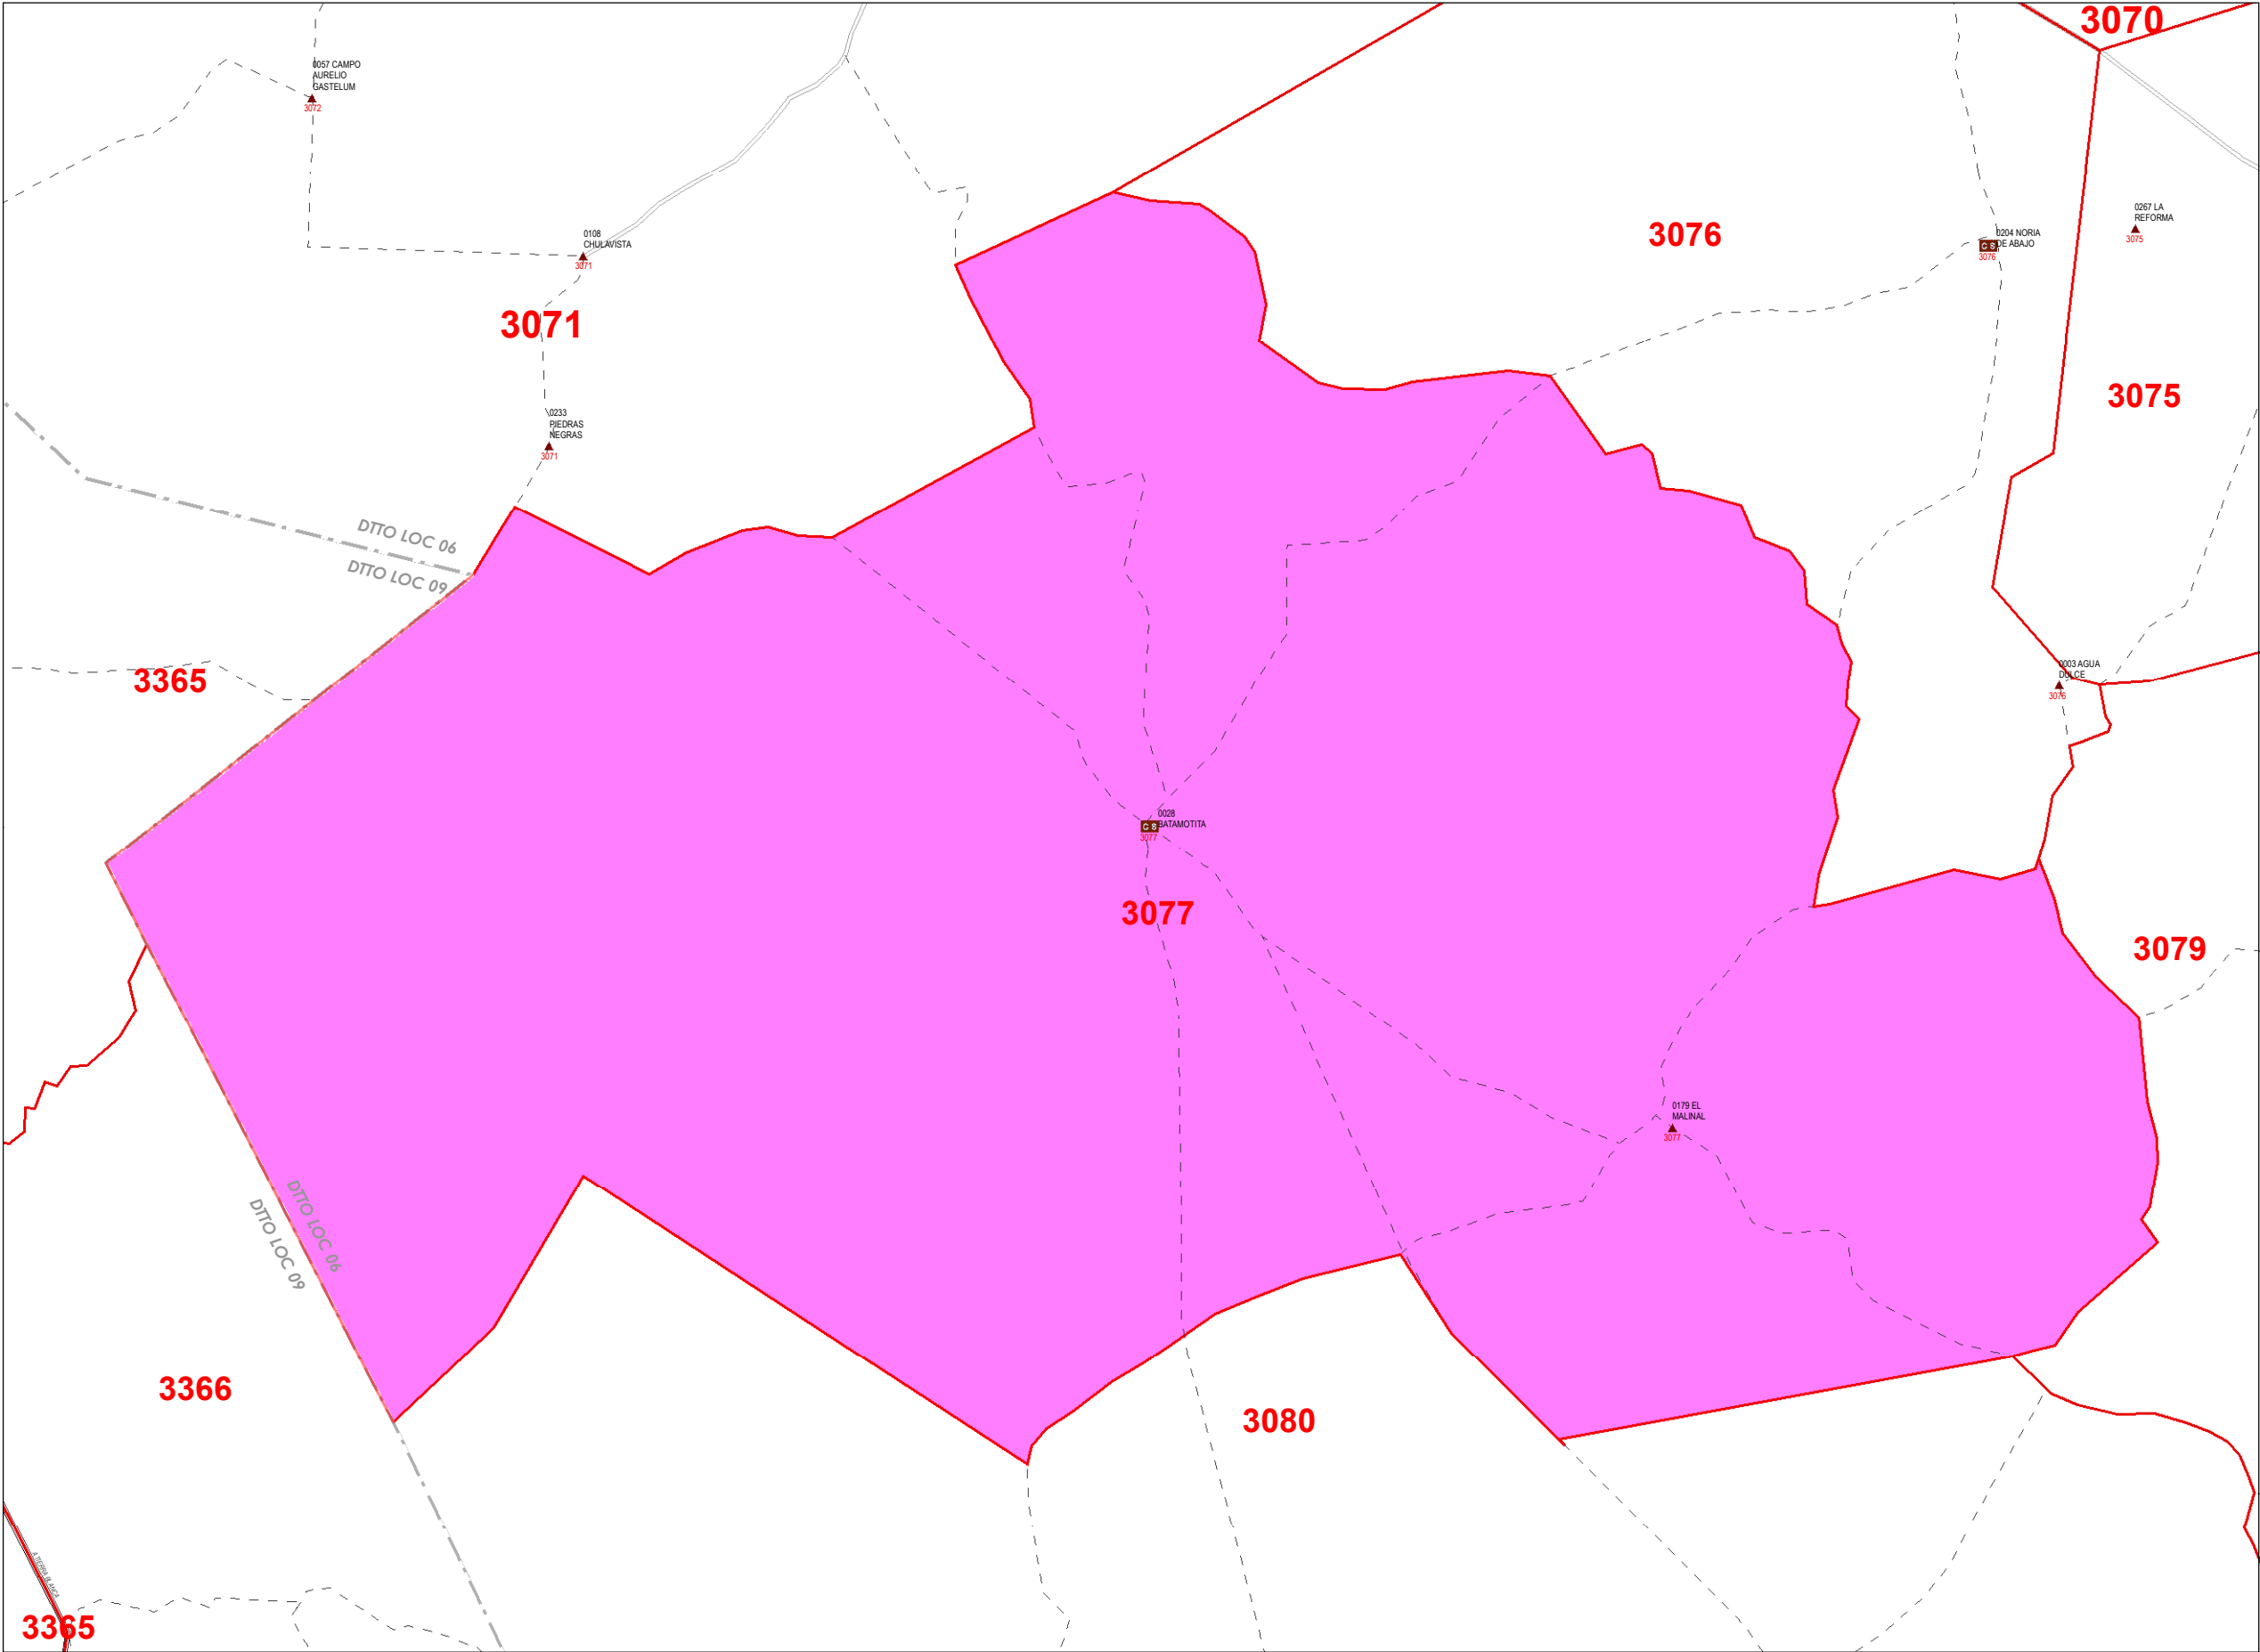 3070
0057 CAMPO
AURELIO
GASTELUM
3072
0267 LA
REFORMA
3075
0108
CHULAVISTA
3071
3076
0204 NORIA
DE ABAJO
C S
3076
3071
3075
0233
PIEDRAS
NEGRAS
3071
DTTO LOC 06
DTTO LOC 09
3365
0003 AGUA
DULCE
3076
0028
BATAMOTITA
C S
3077
3077
3079
0179 EL
MALINAL
3077
DTTO LOC 06
DTTO LOC 09
3366
3080
A TIERRA BLANCA
3365